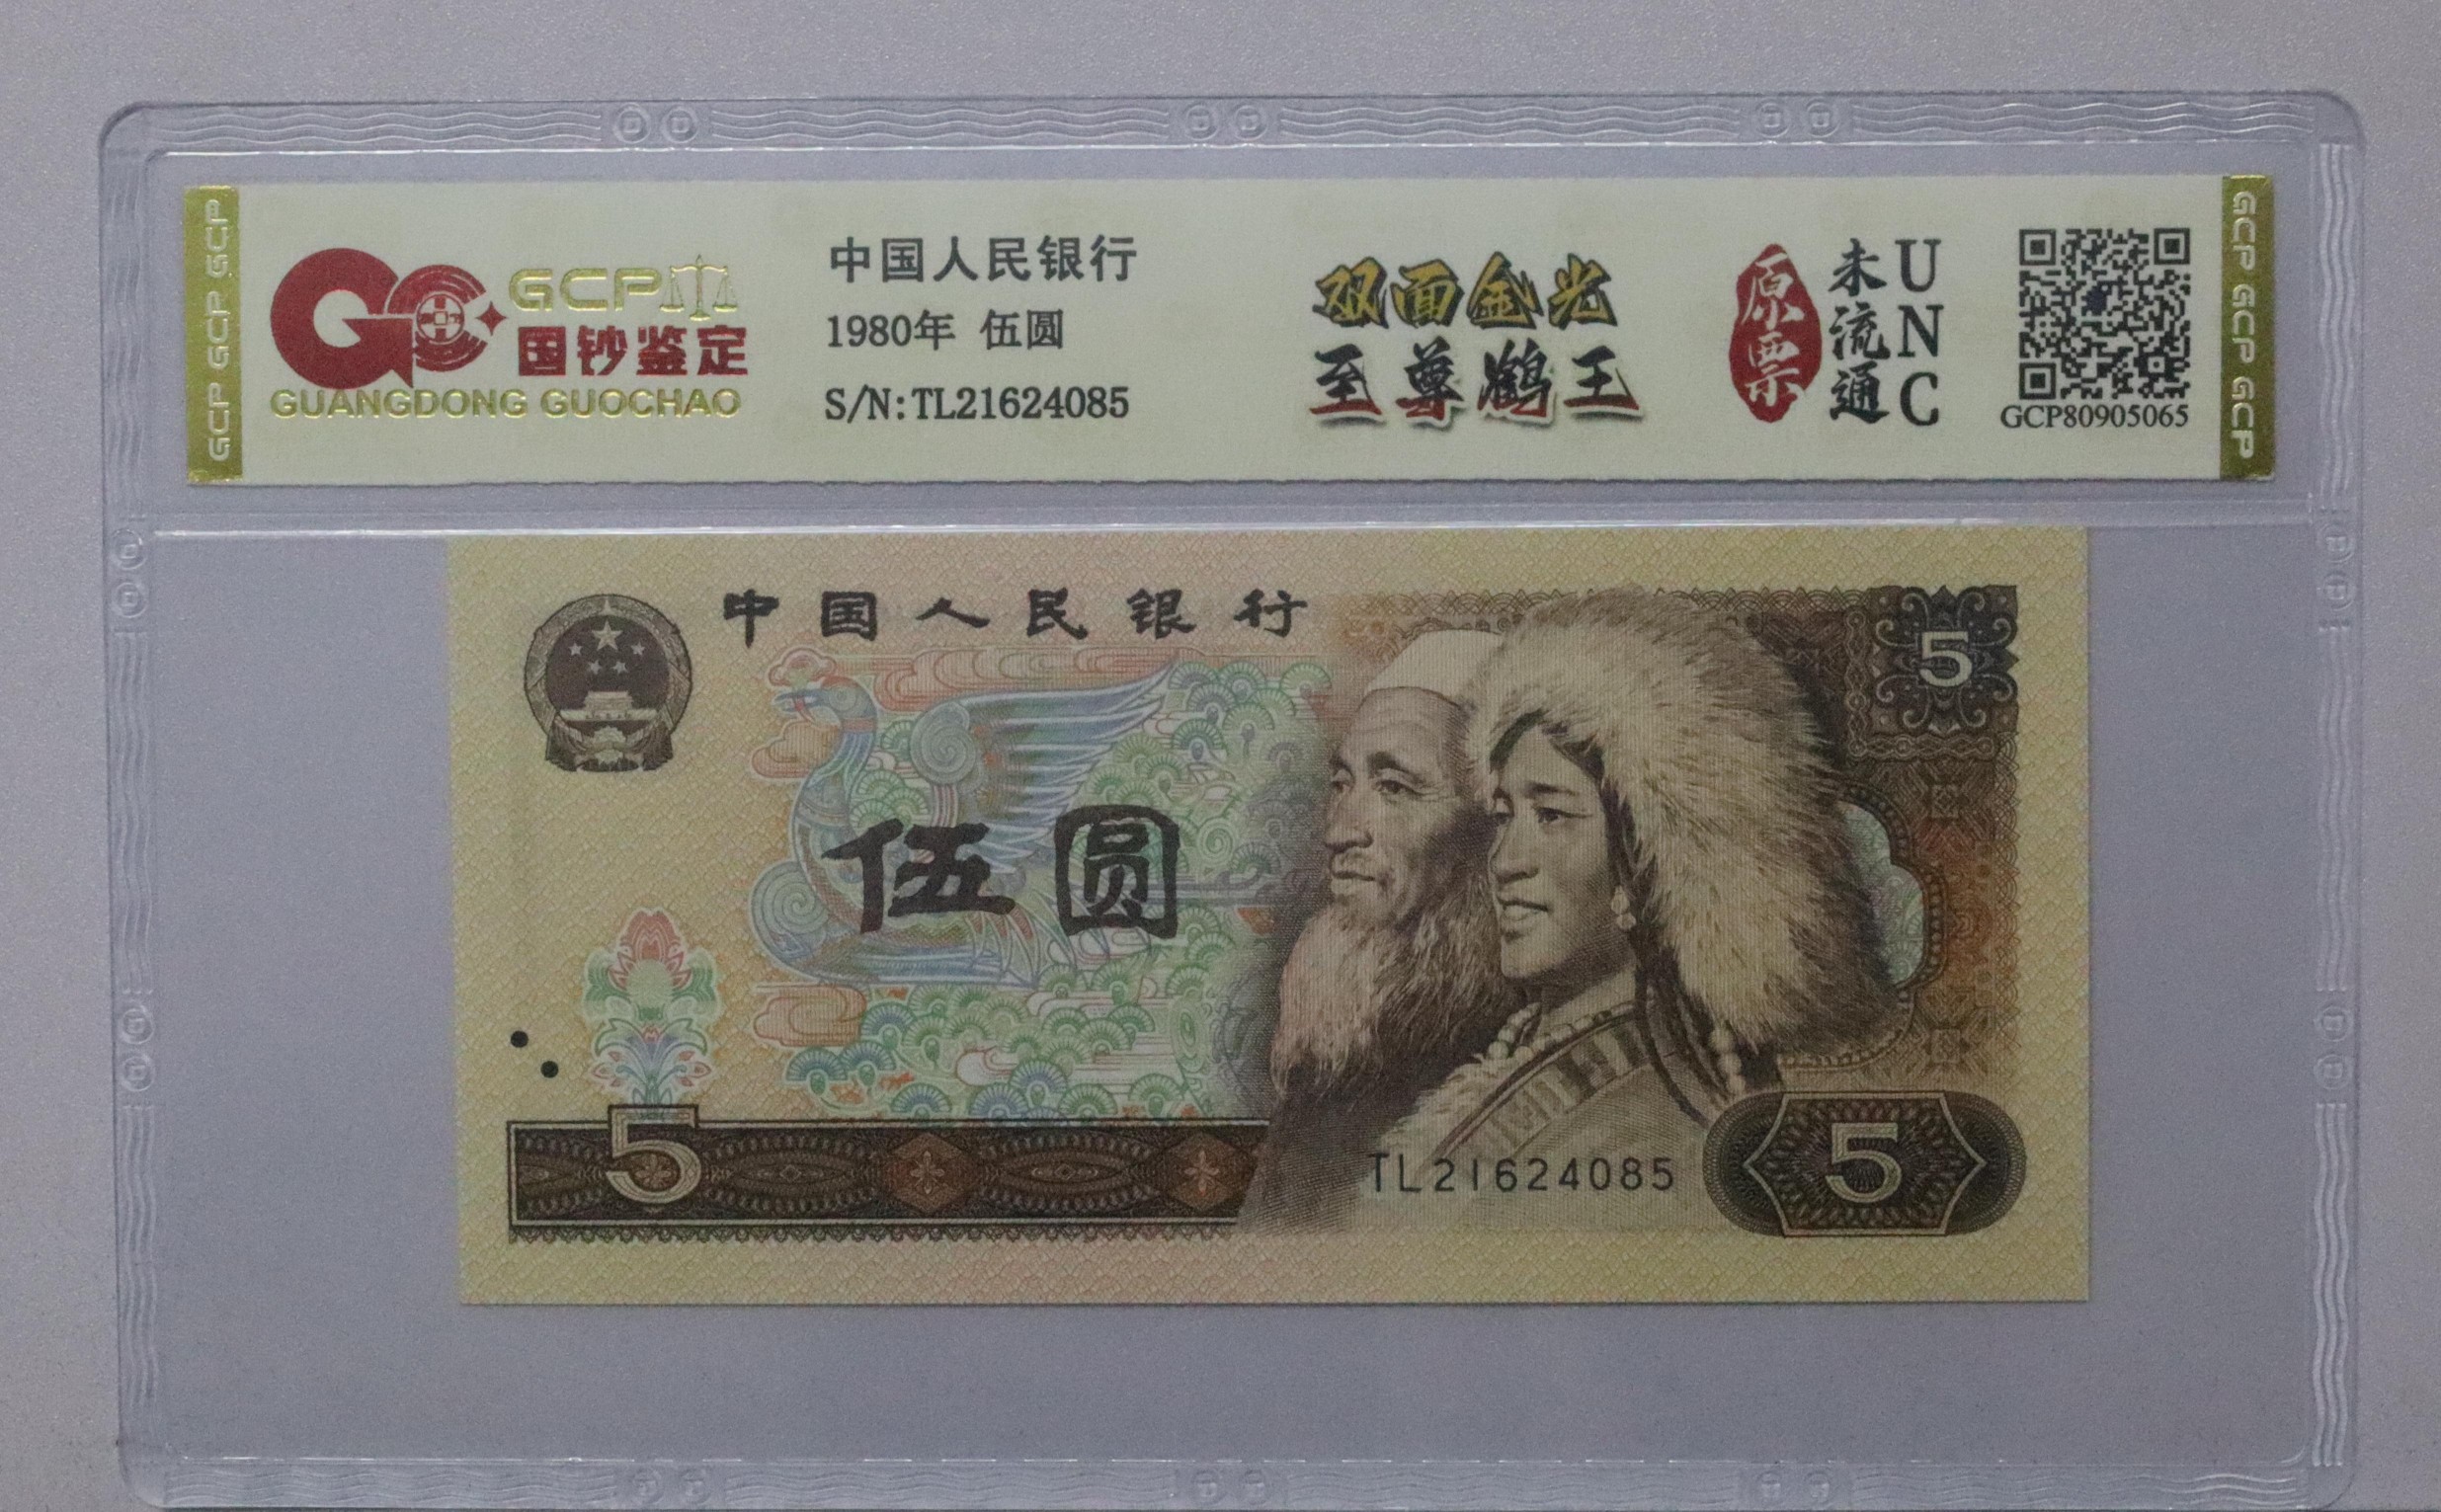 GCP GCP GCP
GCP
国钞鉴定
GUANGDONG GUOCHAO
中国人民银行
1980年 伍圆
S/N:TL21624085
双面金光
至尊鹤王
原票
未流通
UNC
GCP80905065
GCP GCP GCP
中国人民银行
5
伍圆
5
TL21624085
5